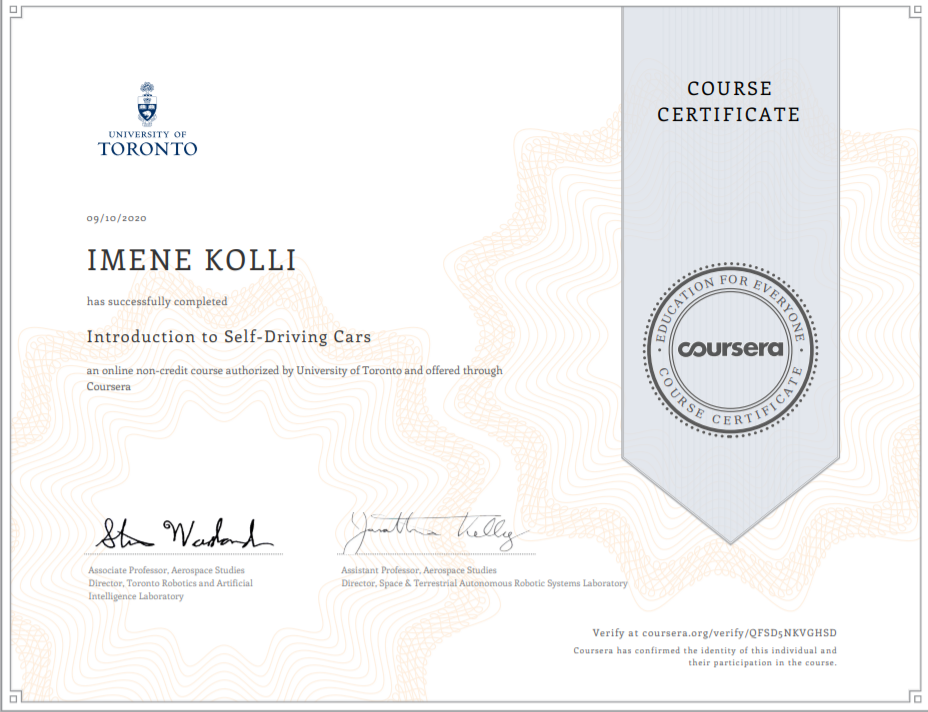 UNIVERSITY OF
TORONTO
COURSE
CERTIFICATE
09/10/2020
IMENE KOLLI
has successfully completed
Introduction to Self-Driving Cars
an online non-credit course authorized by University of Toronto and offered through
Coursera
EDUCATION FOR EVERYONE
coursera
COURSE CERTIFICATE
Jonathan Kelly
Associate Professor, Aerospace Studies
Director, Toronto Robotics and Artificial
Intelligence Laboratory
Assistant Professor, Aerospace Studies
Director, Space & Terrestrial Autonomous Robotic Systems Laboratory
Verify at coursera.org/verify/QFSD5NKVGHSD
Coursera has confirmed the identity of this individual and
their participation in the course.